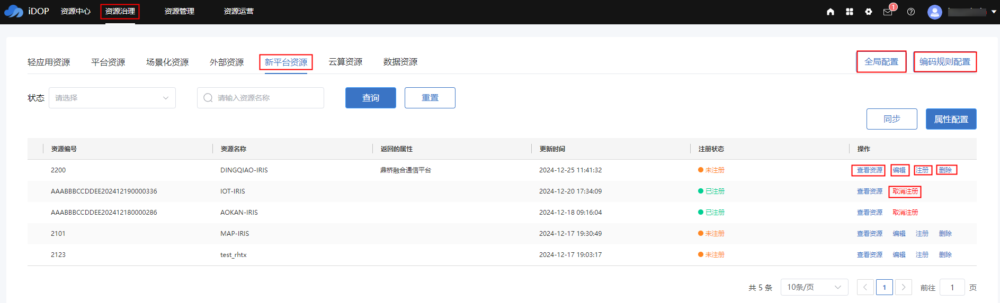 iDOP 资源中心 资源治理 资源管理 资源运营 1
轻应用资源 平台资源 场景化资源 外部资源 新平台资源 云算资源 数据资源 全局配置 编码规则配置
状态 请选择 请输入资源名称 查询 重置
同步 属性配置
资源编号 资源名称 返回的属性 更新时间 注册状态 操作
2200 DINGQIAO-IRIS 鼎桥融合通信平台 2024-12-25 11:41:32 未注册 查看资源 编辑 注册 删除
AAABBBCCDDEE202412190000336 IOT-IRIS 2024-12-20 17:34:09 已注册 查看资源 取消注册
AAABBBCCDDEE202412180000286 AOKAN-IRIS 2024-12-18 09:16:04 已注册 查看资源 取消注册
2101 MAP-IRIS 2024-12-17 19:30:49 未注册 查看资源 编辑 注册 删除
2123 test_rhtx 2024-12-17 19:03:17 未注册 查看资源 编辑 注册 删除
共 5 条 10条/页 1 前往 1 页